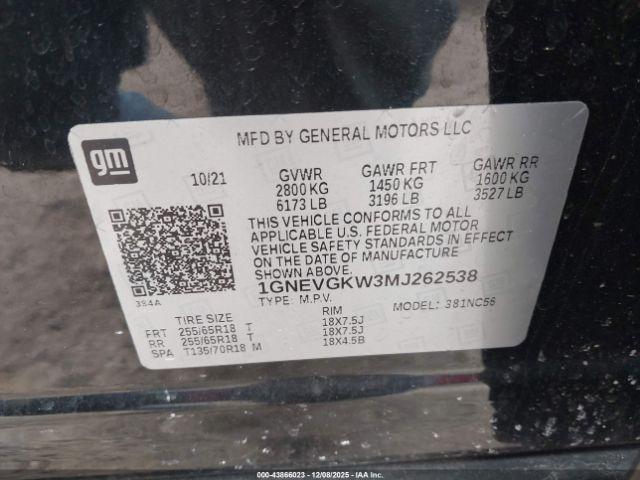 MFD BY GENERAL MOTORS LLC
gm
10/21
GVWR GAWR FRT GAWR RR
2800 KG 1450 KG 1600 KG
6173 LB 3196 LB 3527 LB
THIS VEHICLE CONFORMS TO ALL
APPLICABLE U.S. FEDERAL MOTOR
VEHICLE SAFETY STANDARDS IN EFFECT
ON THE DATE OF MANUFACTURE
SHOWN ABOVE.
384A
1GNEVGKW3MJ262538
TYPE: M.P.V. MODEL: 381NC56
TIRE SIZE RIM
FRT 255/65R18 T 18X7.5J
RR 255/65R18 T 18X7.5J
SPA T135/70R18 M 18X4.5B
000-43866023 - 12/08/2025 - IAAI.com